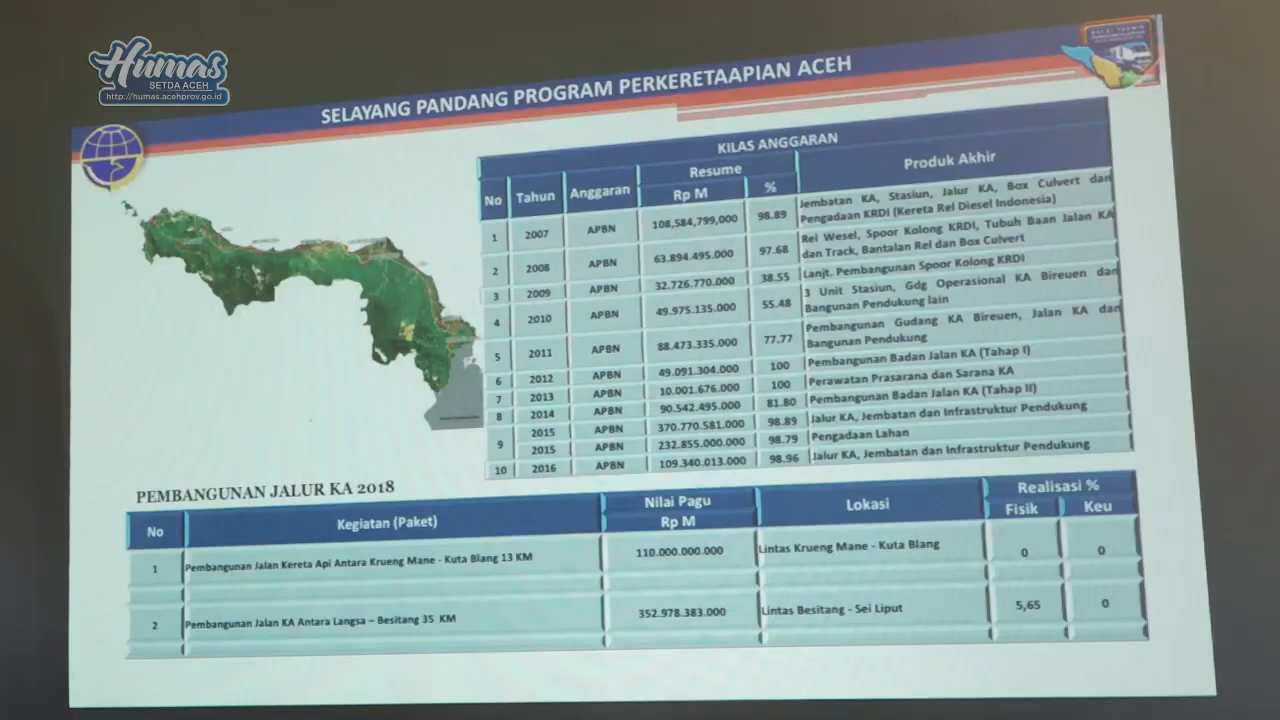 Humas
SETDA ACEH
http://humas.acehprov.go.id
SELAYANG PANDANG PROGRAM PERKERETAAPIAN ACEH
KILAS ANGGARAN
No Tahun Anggaran Resume Produk Akhir
Rp M %
1 2007 APBN 108,584,799,000 98.89 Jembatan KA, Stasiun, Jalur KA, Box Culvert dan
Pengadaan KRDI (Kereta Rel Diesel Indonesia)
2 2008 APBN 63.894.495.000 97.68 Rel Wesel, Spoor Kolong KRDI, Tubuh Baan Jalan KA
dan Track, Bantalan Rel dan Box Culvert
3 2009 APBN 32.726.770.000 38.55 Lanjt. Pembangunan Spoor Kolong KRDI
4 2010 APBN 49.975.135.000 55.48 3 Unit Stasiun, Gdg Operasional KA Bireuen dan
Bangunan Pendukung lain
5 2011 APBN 88.473.335.000 77.77 Pembangunan Gudang KA Bireuen, Jalan KA dan
Bangunan Pendukung
6 2012 APBN 49.091.304.000 100 Pembangunan Badan Jalan KA (Tahap I)
7 2013 APBN 10.001.676.000 100 Perawatan Prasarana dan Sarana KA
8 2014 APBN 90.542.495.000 81.80 Pembangunan Badan Jalan KA (Tahap II)
9 2015 APBN 370.770.581.000 98.89 Jalur KA, Jembatan dan Infrastruktur Pendukung
2015 APBN 232.855.000.000 98.79 Pengadaan Lahan
10 2016 APBN 109.340.013.000 98.96 Jalur KA, Jembatan dan Infrastruktur Pendukung
PEMBANGUNAN JALUR KA 2018
No Kegiatan (Paket) Nilai Pagu Lokasi Realisasi %
Rp M Fisik Keu
1 Pembangunan Jalan Kereta Api Antara Krueng Mane - Kuta Blang 13 KM 110.000.000.000 Lintas Krueng Mane - Kuta Blang 0 0
2 Pembangunan Jalan KA Antara Langsa – Besitang 35 KM 352.978.383.000 Lintas Besitang - Sei Liput 5,65 0